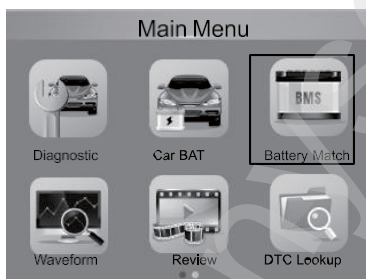 Main Menu
BMS
Diagnostic
Car BAT
Battery Match
Waveform
Review
DTC Lookup